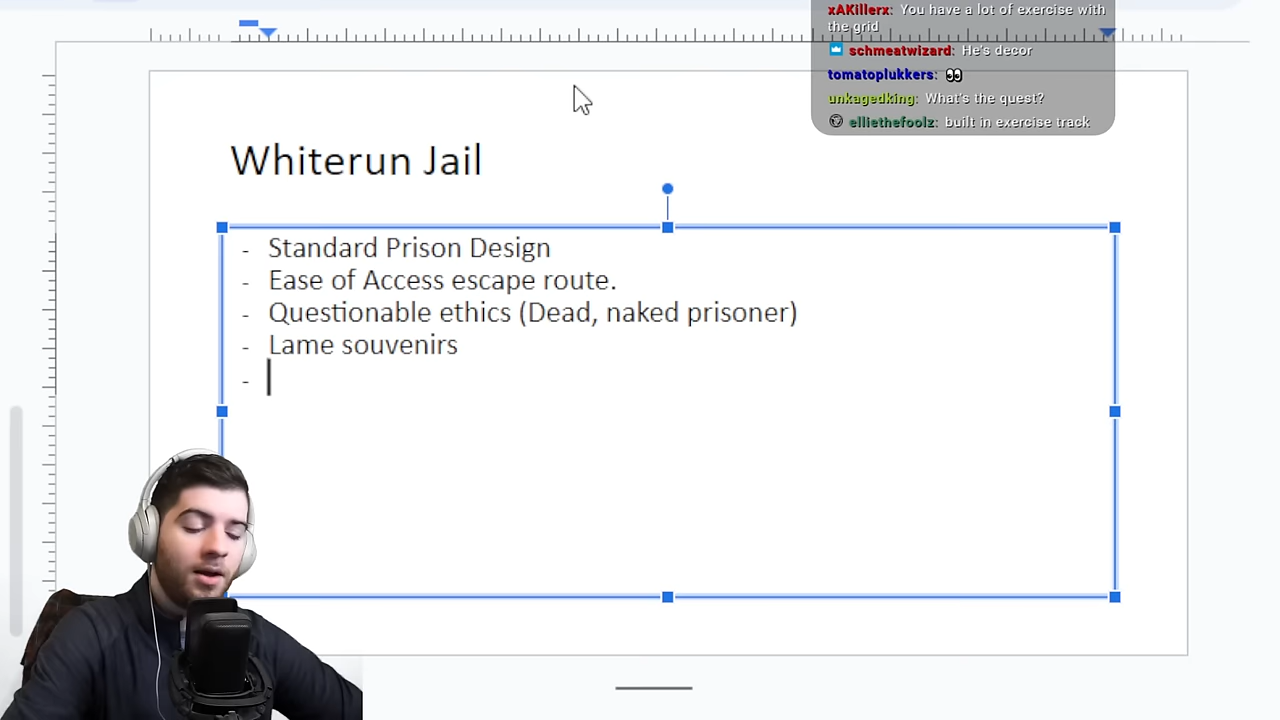 xAKillerx: You have a lot of exercise with
the grid
schmeatwizard: He's decor
tomatoplukkers: 👀
unkagedking: What's the quest?
elliethefoolz: built in exercise track
Whiterun Jail
- Standard Prison Design
- Ease of Access escape route.
- Questionable ethics (Dead, naked prisoner)
- Lame souvenirs
-